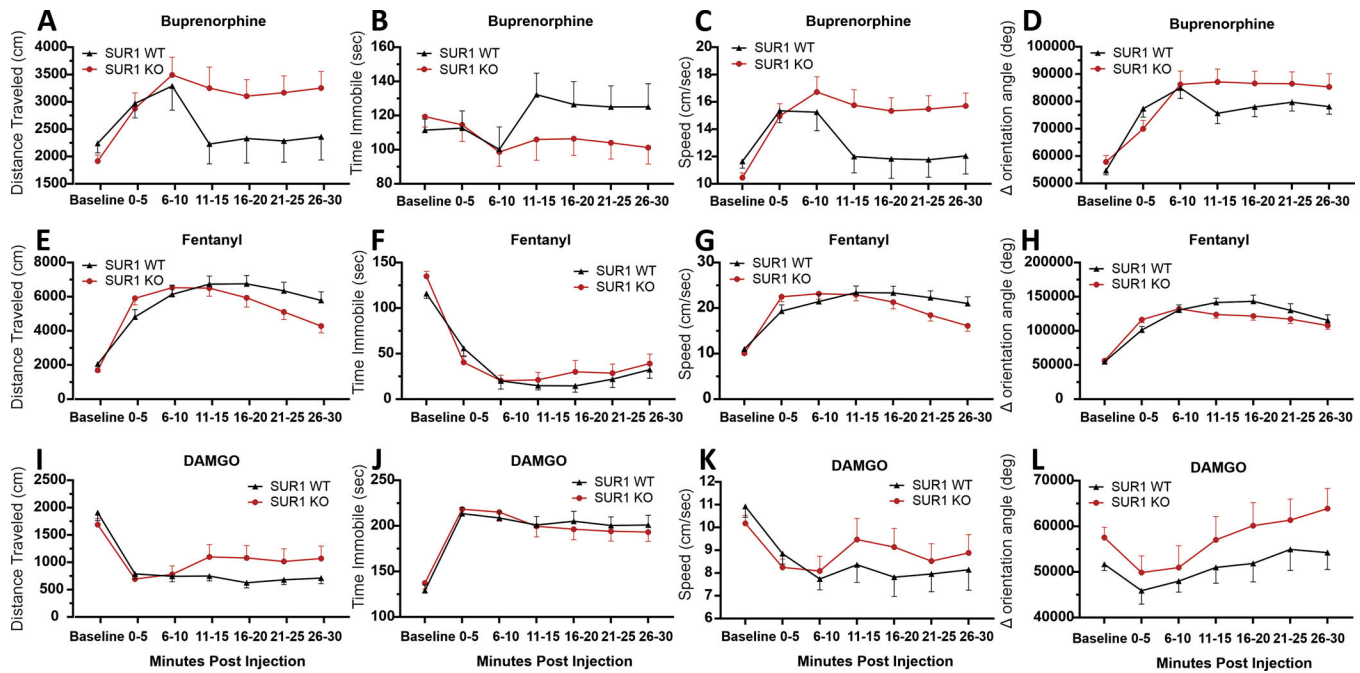 A Buprenorphine
Distance Traveled (cm)
SUR1 WT
SUR1 KO
4000
3500
3000
2500
2000
1500
Baseline 0-5 6-10 11-15 16-20 21-25 26-30
B Buprenorphine
Time Immobile (sec)
SUR1 WT
SUR1 KO
160
140
120
100
80
Baseline 0-5 6-10 11-15 16-20 21-25 26-30
C Buprenorphine
Speed (cm/sec)
SUR1 WT
SUR1 KO
20
18
16
14
12
10
Baseline 0-5 6-10 11-15 16-20 21-25 26-30
D Buprenorphine
Δ orientation angle (deg)
SUR1 WT
SUR1 KO
100000
90000
80000
70000
60000
50000
Baseline 0-5 6-10 11-15 16-20 21-25 26-30
E Fentanyl
Distance Traveled (cm)
SUR1 WT
SUR1 KO
8000
6000
4000
2000
0
Baseline 0-5 6-10 11-15 16-20 21-25 26-30
F Fentanyl
Time Immobile (sec)
SUR1 WT
SUR1 KO
150
100
50
0
Baseline 0-5 6-10 11-15 16-20 21-25 26-30
G Fentanyl
Speed (cm/sec)
SUR1 WT
SUR1 KO
30
20
10
0
Baseline 0-5 6-10 11-15 16-20 21-25 26-30
H Fentanyl
Δ orientation angle (deg)
SUR1 WT
SUR1 KO
200000
150000
100000
50000
0
Baseline 0-5 6-10 11-15 16-20 21-25 26-30
I DAMGO
Distance Traveled (cm)
SUR1 WT
SUR1 KO
2500
2000
1500
1000
500
0
Baseline 0-5 6-10 11-15 16-20 21-25 26-30
Minutes Post Injection
J DAMGO
Time Immobile (sec)
SUR1 WT
SUR1 KO
250
200
150
100
Baseline 0-5 6-10 11-15 16-20 21-25 26-30
Minutes Post Injection
K DAMGO
Speed (cm/sec)
SUR1 WT
SUR1 KO
12
11
10
9
8
7
6
Baseline 0-5 6-10 11-15 16-20 21-25 26-30
Minutes Post Injection
L DAMGO
Δ orientation angle (deg)
SUR1 WT
SUR1 KO
70000
60000
50000
40000
Baseline 0-5 6-10 11-15 16-20 21-25 26-30
Minutes Post Injection